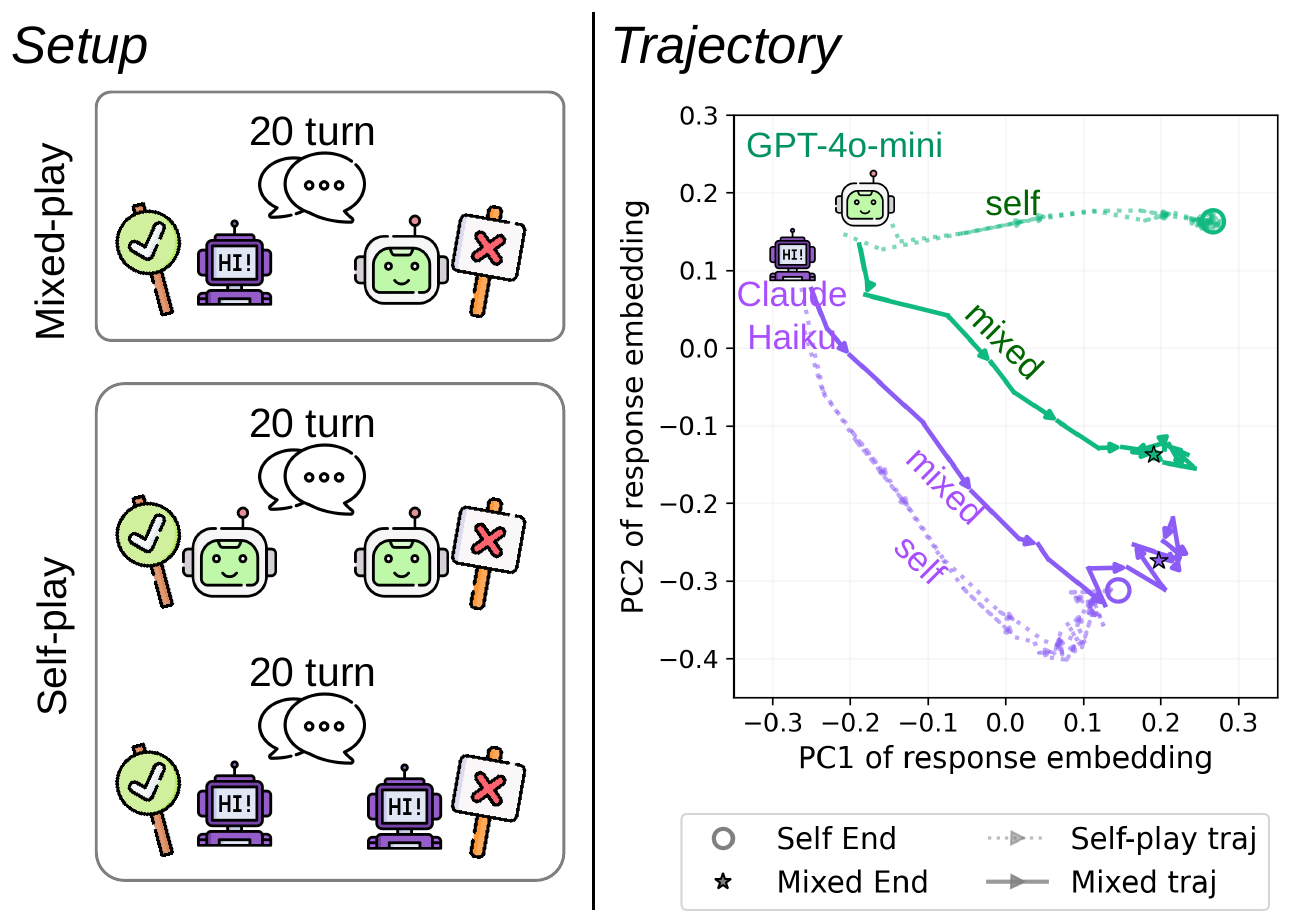 Setup
Mixed-play
20 turn
HI!
Self-play
20 turn
20 turn
HI!
HI!
Trajectory
PC2 of response embedding
0.3
0.2
0.1
0.0
−0.1
−0.2
−0.3
−0.4
GPT-4o-mini
self
HI!
Claude
Haiku
mixed
mixed
self
−0.3 −0.2 −0.1 0.0 0.1 0.2 0.3
PC1 of response embedding
Self End Self-play traj
Mixed End Mixed traj